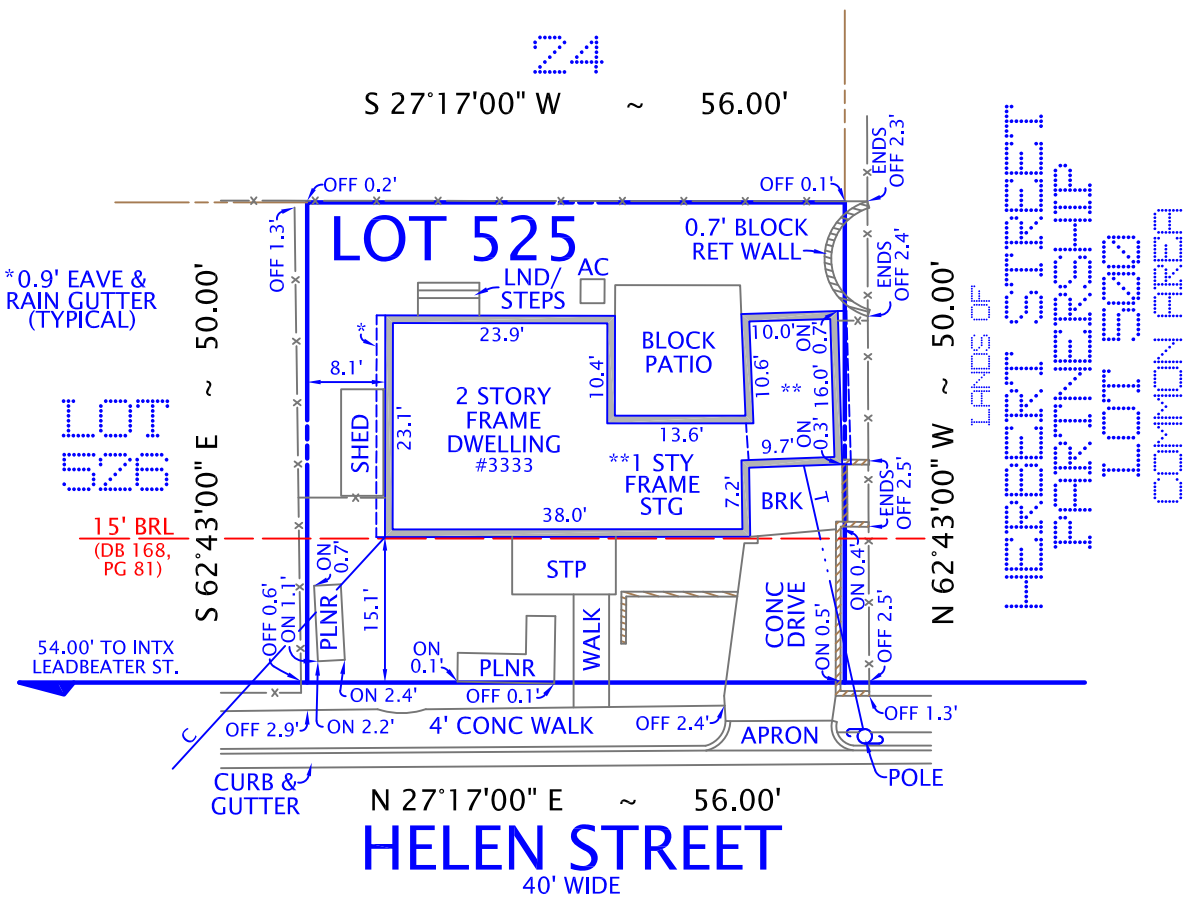 24
S 27°17'00" W ~ 56.00'
OFF 0.2'
OFF 0.1'
ENDS
OFF 2.3'
LOT 525
OFF 1.3'
0.7' BLOCK
RET WALL
ENDS
OFF 2.4'
*0.9' EAVE &
RAIN GUTTER
(TYPICAL)
LND/
STEPS
AC
S 62°43'00" E ~ 50.00'
N 62°43'00" W ~ 50.00'
LANDS OF
HERBERT STREET
PARTNERSHIP
LOT 500
COMMON AREA
*
23.9'
10.4'
BLOCK
PATIO
10.0'
ON
0.7'
10.6'
**
16.0'
8.1'
2 STORY
FRAME
DWELLING
#3333
23.1'
SHED
13.6'
9.7'
ON
0.3'
LOT
526
**1 STY
FRAME
STG
7.2'
BRK
T
ENDS
OFF 2.5'
38.0'
15' BRL
(DB 168,
PG 81)
ON
0.7'
STP
ON 0.4'
OFF 0.6'
ON 1.1'
PLNR
15.1'
WALK
CONC
DRIVE
ON 0.5'
OFF 2.5'
54.00' TO INTX
LEADBEATER ST.
ON
0.1'
PLNR
ON 2.4'
OFF 0.1'
OFF 1.3'
OFF 2.9'
ON 2.2'
4' CONC WALK
OFF 2.4'
APRON
C
POLE
CURB &
GUTTER
N 27°17'00" E ~ 56.00'
HELEN STREET
40' WIDE